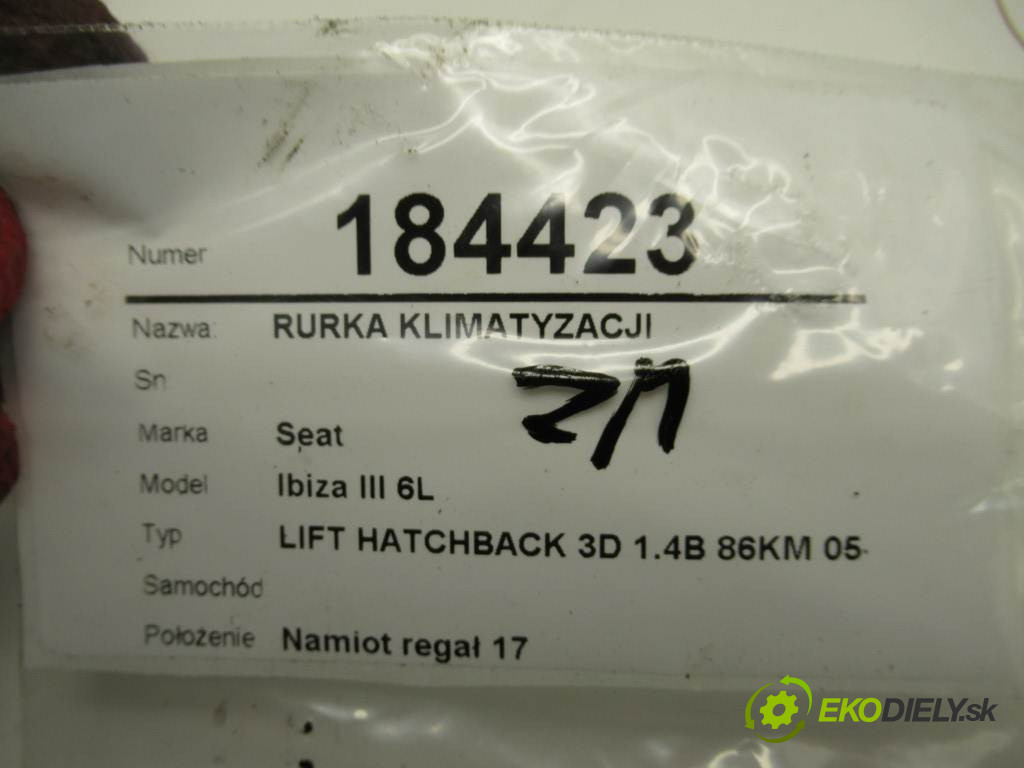 Numer 184423
Nazwa: RURKA KLIMATYZACJI
Sn
Marka Seat
Model Ibiza III 6L
Typ LIFT HATCHBACK 3D 1.4B 86KM 05-
Samochód
Położenie Namiot regał 17
EKODIELY.sk